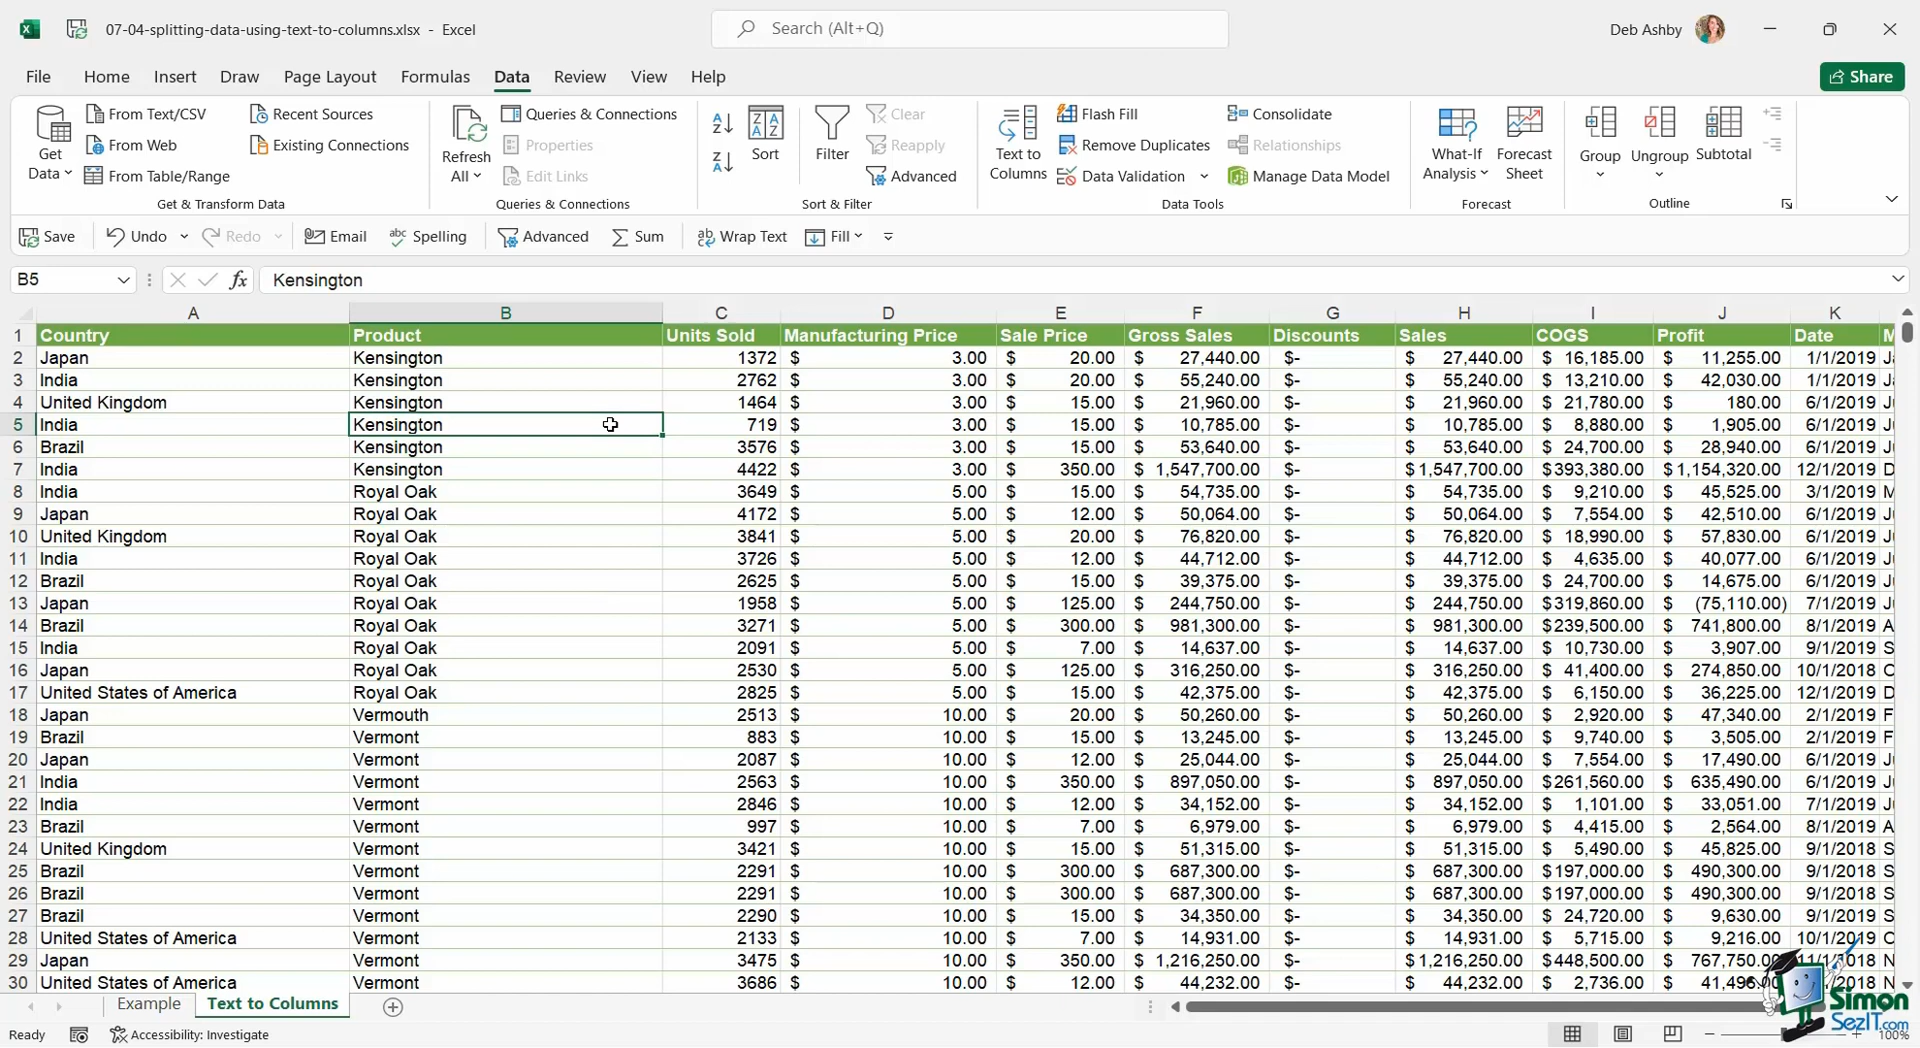 07-04-splitting-data-using-text-to-columns.xlsx - Excel
Search (Alt+Q)
Deb Ashby
File Home Insert Draw Page Layout Formulas Data Review View Help
Share
Get Data
From Text/CSV
From Web
From Table/Range
Recent Sources
Existing Connections
Get & Transform Data
Refresh All
Queries & Connections
Properties
Edit Links
Queries & Connections
Sort
Filter
Clear
Reapply
Advanced
Sort & Filter
Text to Columns
Flash Fill
Remove Duplicates
Data Validation
Consolidate
Relationships
Manage Data Model
Data Tools
What-If Analysis
Forecast Sheet
Forecast
Group
Ungroup
Subtotal
Outline
Save Undo Redo Email Spelling Advanced Sum Wrap Text Fill
B5 fx Kensington
A B C D E F G H I J K
1 Country Product Units Sold Manufacturing Price Sale Price Gross Sales Discounts Sales COGS Profit Date M
2 Japan Kensington 1372 $ 3.00 $ 20.00 $ 27,440.00 $- $ 27,440.00 $ 16,185.00 $ 11,255.00 1/1/2019
3 India Kensington 2762 $ 3.00 $ 20.00 $ 55,240.00 $- $ 55,240.00 $ 13,210.00 $ 42,030.00 1/1/2019
4 United Kingdom Kensington 1464 $ 3.00 $ 15.00 $ 21,960.00 $- $ 21,960.00 $ 21,780.00 $ 180.00 6/1/2019
5 India Kensington 719 $ 3.00 $ 15.00 $ 10,785.00 $- $ 10,785.00 $ 8,880.00 $ 1,905.00 6/1/2019
6 Brazil Kensington 3576 $ 3.00 $ 15.00 $ 53,640.00 $- $ 53,640.00 $ 24,700.00 $ 28,940.00 6/1/2019
7 India Kensington 4422 $ 3.00 $ 350.00 $ 1,547,700.00 $- $ 1,547,700.00 $393,380.00 $ 1,154,320.00 12/1/2019 D
8 India Royal Oak 3649 $ 5.00 $ 15.00 $ 54,735.00 $- $ 54,735.00 $ 9,210.00 $ 45,525.00 3/1/2019 M
9 Japan Royal Oak 4172 $ 5.00 $ 12.00 $ 50,064.00 $- $ 50,064.00 $ 7,554.00 $ 42,510.00 6/1/2019
10 United Kingdom Royal Oak 3841 $ 5.00 $ 20.00 $ 76,820.00 $- $ 76,820.00 $ 18,990.00 $ 57,830.00 6/1/2019
11 India Royal Oak 3726 $ 5.00 $ 12.00 $ 44,712.00 $- $ 44,712.00 $ 4,635.00 $ 40,077.00 6/1/2019
12 Brazil Royal Oak 2625 $ 5.00 $ 15.00 $ 39,375.00 $- $ 39,375.00 $ 24,700.00 $ 14,675.00 6/1/2019
13 Japan Royal Oak 1958 $ 5.00 $ 125.00 $ 244,750.00 $- $ 244,750.00 $319,860.00 $ (75,110.00) 7/1/2019
14 Brazil Royal Oak 3271 $ 5.00 $ 300.00 $ 981,300.00 $- $ 981,300.00 $239,500.00 $ 741,800.00 8/1/2019 A
15 India Royal Oak 2091 $ 5.00 $ 7.00 $ 14,637.00 $- $ 14,637.00 $ 10,730.00 $ 3,907.00 9/1/2019 S
16 Japan Royal Oak 2530 $ 5.00 $ 125.00 $ 316,250.00 $- $ 316,250.00 $ 41,400.00 $ 274,850.00 10/1/2018 O
17 United States of America Royal Oak 2825 $ 5.00 $ 15.00 $ 42,375.00 $- $ 42,375.00 $ 6,150.00 $ 36,225.00 12/1/2019 D
18 Japan Vermouth 2513 $ 10.00 $ 20.00 $ 50,260.00 $- $ 50,260.00 $ 2,920.00 $ 47,340.00 2/1/2019 F
19 Brazil Vermont 883 $ 10.00 $ 15.00 $ 13,245.00 $- $ 13,245.00 $ 9,740.00 $ 3,505.00 2/1/2019 F
20 Japan Vermont 2087 $ 10.00 $ 12.00 $ 25,044.00 $- $ 25,044.00 $ 7,554.00 $ 17,490.00 6/1/2019
21 India Vermont 2563 $ 10.00 $ 350.00 $ 897,050.00 $- $ 897,050.00 $261,560.00 $ 635,490.00 6/1/2019
22 India Vermont 2846 $ 10.00 $ 12.00 $ 34,152.00 $- $ 34,152.00 $ 1,101.00 $ 33,051.00 7/1/2019
23 Brazil Vermont 997 $ 10.00 $ 7.00 $ 6,979.00 $- $ 6,979.00 $ 4,415.00 $ 2,564.00 8/1/2019 A
24 United Kingdom Vermont 3421 $ 10.00 $ 15.00 $ 51,315.00 $- $ 51,315.00 $ 5,490.00 $ 45,825.00 9/1/2018 S
25 Brazil Vermont 2291 $ 10.00 $ 300.00 $ 687,300.00 $- $ 687,300.00 $197,000.00 $ 490,300.00 9/1/2018 S
26 Brazil Vermont 2291 $ 10.00 $ 300.00 $ 687,300.00 $- $ 687,300.00 $197,000.00 $ 490,300.00 9/1/2018 S
27 Brazil Vermont 2290 $ 10.00 $ 15.00 $ 34,350.00 $- $ 34,350.00 $ 24,720.00 $ 9,630.00 9/1/2019 S
28 United States of America Vermont 2133 $ 10.00 $ 7.00 $ 14,931.00 $- $ 14,931.00 $ 5,715.00 $ 9,216.00 10/1/2019 O
29 Japan Vermont 3475 $ 10.00 $ 350.00 $ 1,216,250.00 $- $ 1,216,250.00 $448,500.00 $ 767,750.00 N
30 United States of America Vermont 3686 $ 10.00 $ 12.00 $ 44,232.00 $- $ 44,232.00 $ 2,736.00 $
Example Text to Columns
Simon SezIT.com
Ready Accessibility: Investigate 100%